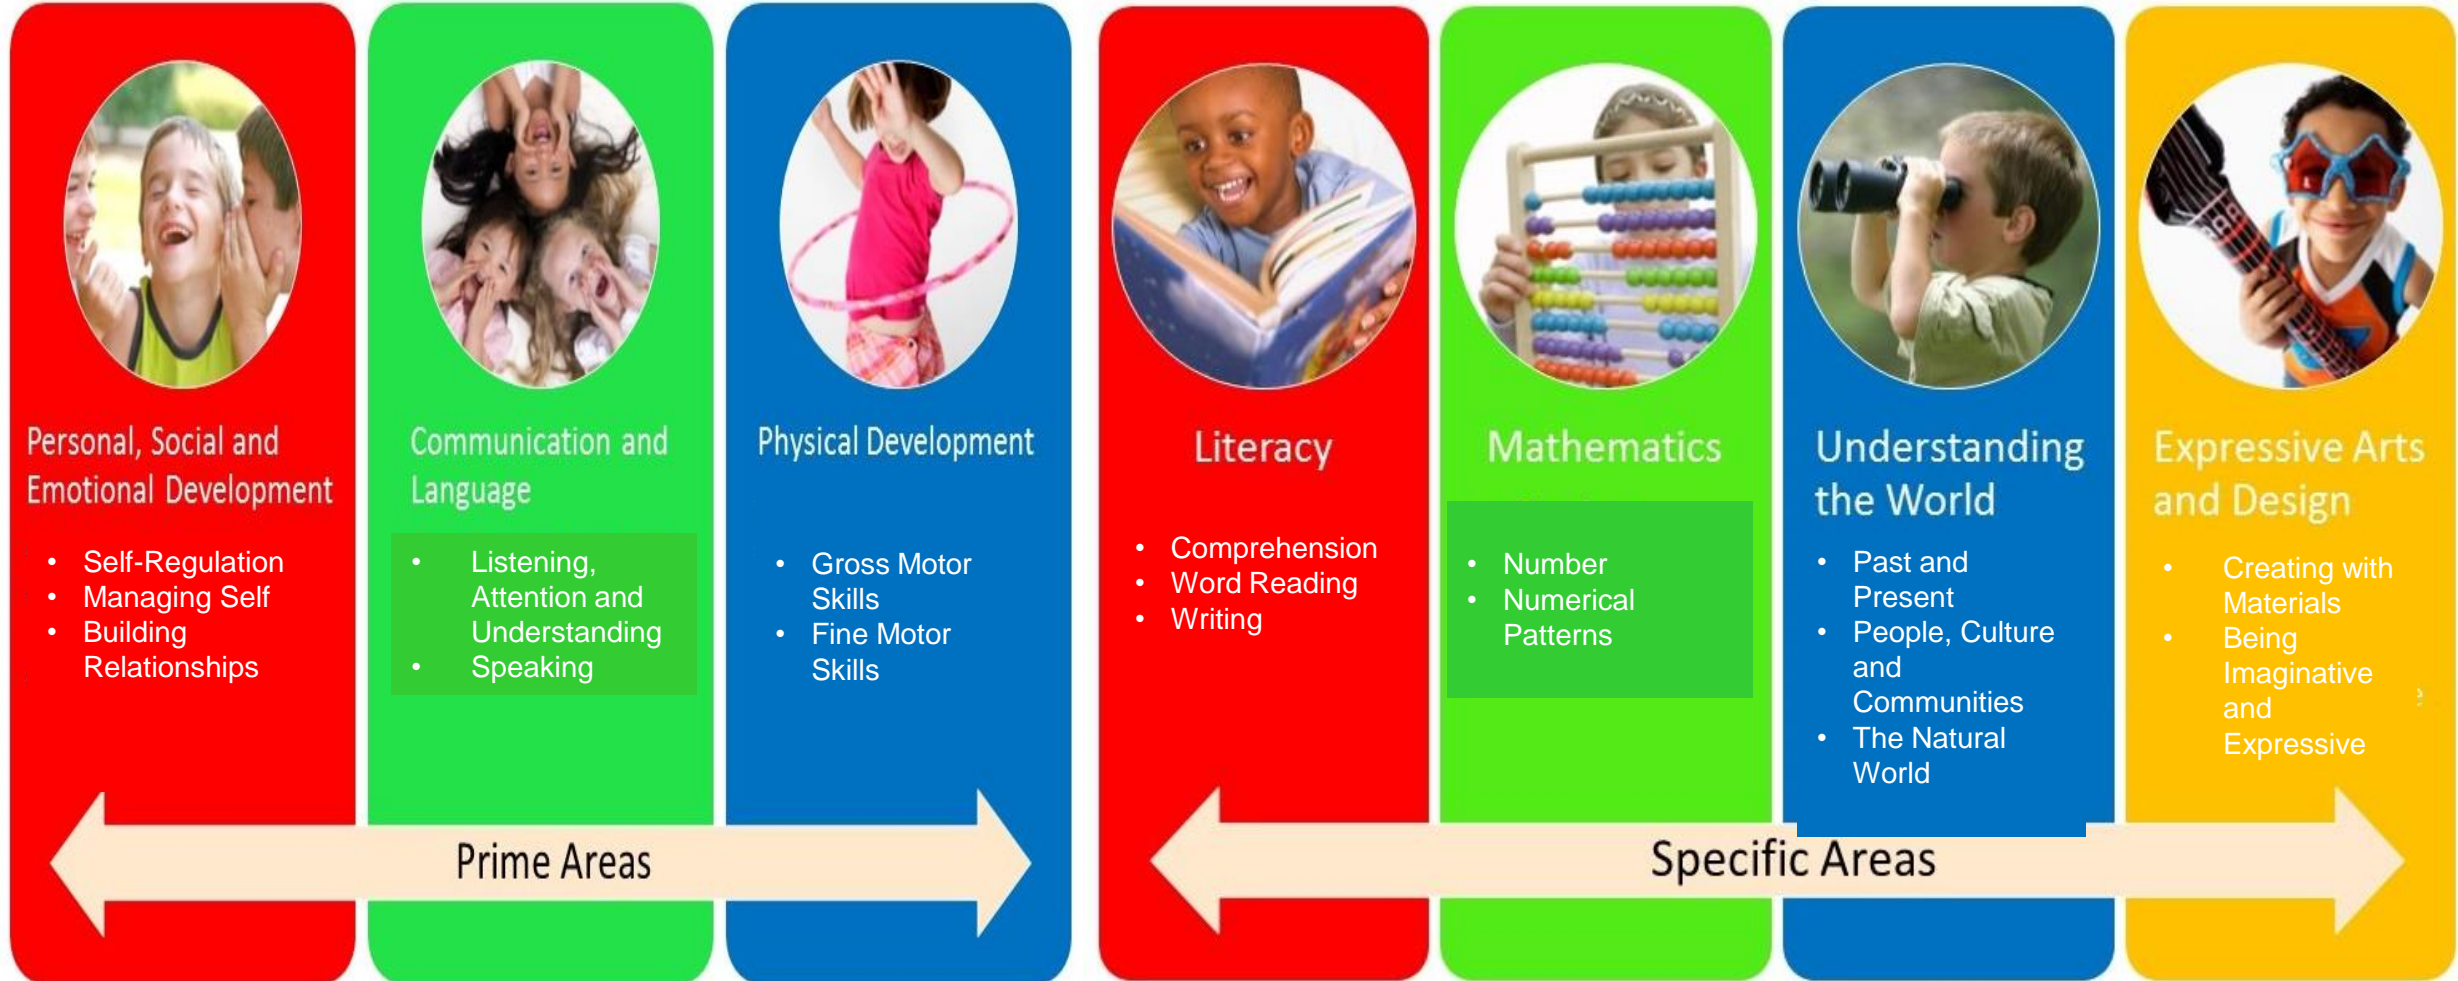 Personal, Social and
Emotional Development
• Self-Regulation
• Managing Self
• Building
Relationships
Communication and
Language
• Listening,
Attention and
Understanding
• Speaking
Physical Development
• Gross Motor
Skills
• Fine Motor
Skills
Prime Areas
Literacy
• Comprehension
• Word Reading
• Writing
Mathematics
• Number
• Numerical
Patterns
Understanding
the World
• Past and
Present
• People, Culture
and
Communities
• The Natural
World
Expressive Arts
and Design
• Creating with
Materials
• Being
Imaginative
and
Expressive
Specific Areas